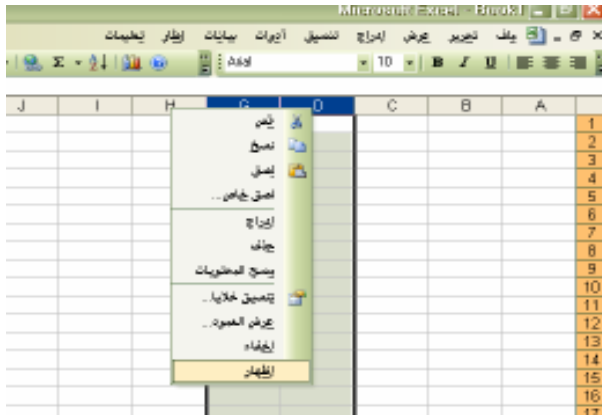 Microsoft Excel - Book1
ملف تحرير عرض إدراج تنسيق أدوات بيانات إطار تعليمات
Arial 10 B I U
A B C D G H I J
قص
نسخ
لصق
لصق خاص...
إدراج
حذف
مسح المحتويات
تنسيق خلايا...
عرض العمود...
إخفاء
إظهار
1
2
3
4
5
6
7
8
9
10
11
12
13
14
15
16
17